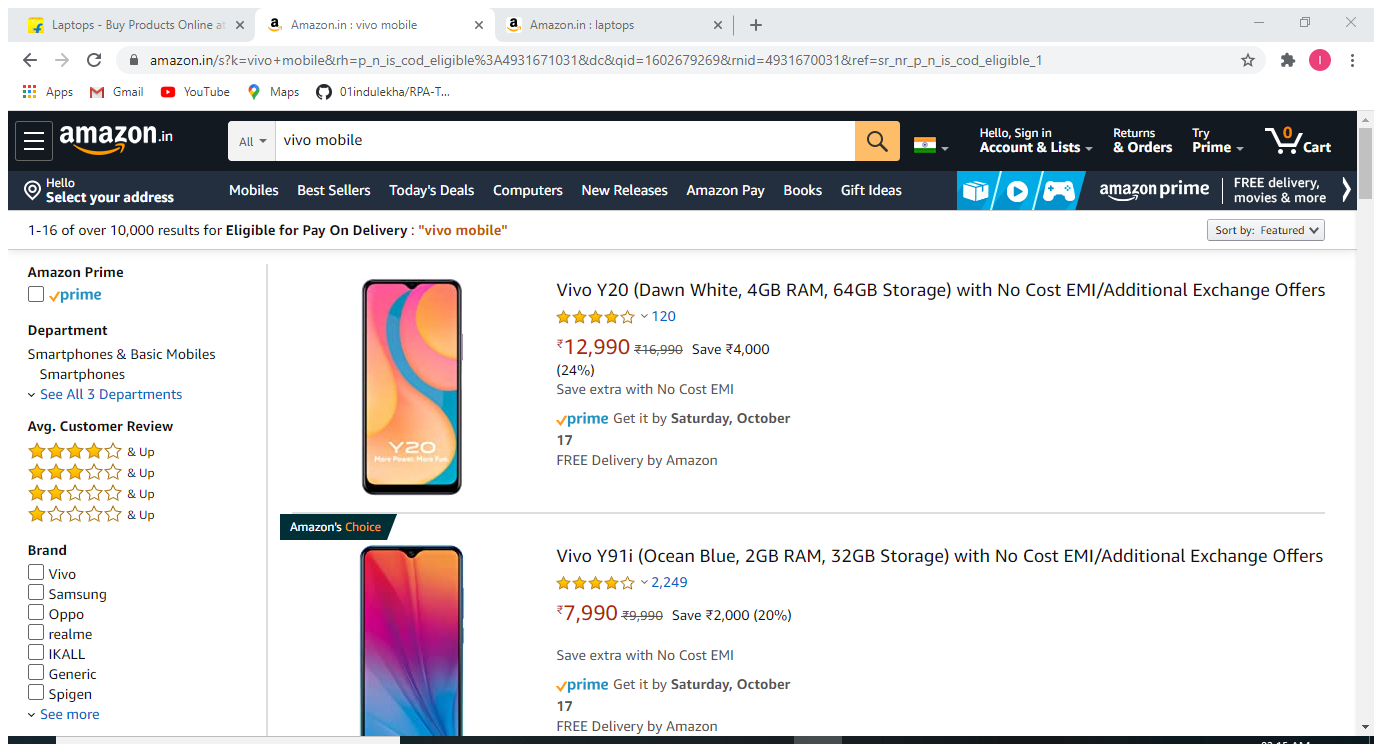 Laptops - Buy Products Online at
Amazon.in : vivo mobile
Amazon.in : laptops
amazon.in/s?k=vivo+mobile&rh=p_n_is_cod_eligible%3A4931671031&dc&qid=1602679269&rnid=4931670031&ref=sr_nr_p_n_is_cod_eligible_1
I
Apps
Gmail
YouTube
Maps
01indulekha/RPA-T...
amazon.in
All
vivo mobile
Hello, Sign in
Account & Lists
Returns
& Orders
Try
Prime
0
Cart
Hello
Select your address
Mobiles
Best Sellers
Today's Deals
Computers
New Releases
Amazon Pay
Books
Gift Ideas
amazon prime
FREE delivery,
movies & more
1-16 of over 10,000 results for Eligible for Pay On Delivery : "vivo mobile"
Sort by: Featured
Amazon Prime
prime
Department
Smartphones & Basic Mobiles
Smartphones
See All 3 Departments
Avg. Customer Review
& Up
& Up
& Up
& Up
Brand
Vivo
Samsung
Oppo
realme
IKALL
Generic
Spigen
See more
Y20
More Power. More Fun.
Vivo Y20 (Dawn White, 4GB RAM, 64GB Storage) with No Cost EMI/Additional Exchange Offers
120
₹12,990 ₹16,990 Save ₹4,000
(24%)
Save extra with No Cost EMI
prime Get it by Saturday, October
17
FREE Delivery by Amazon
Amazon's Choice
Vivo Y91i (Ocean Blue, 2GB RAM, 32GB Storage) with No Cost EMI/Additional Exchange Offers
2,249
₹7,990 ₹9,990 Save ₹2,000 (20%)
Save extra with No Cost EMI
prime Get it by Saturday, October
17
FREE Delivery by Amazon